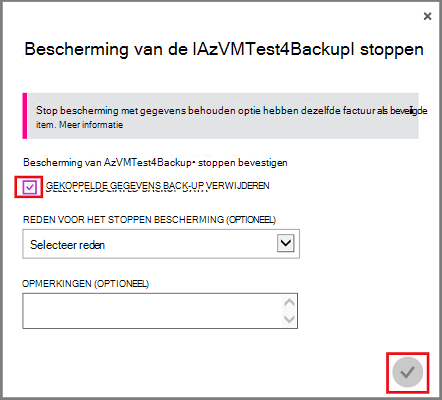 Bescherming van de lAzVMTest4Backupl stoppen
Stop bescherming met gegevens behouden optie hebben dezelfde factuur als beveiligde
item. Meer informatie
Bescherming van AzVMTest4Backup• stoppen bevestigen
GEKOPPELDE GEGEVENS BACK-UP VERWIJDEREN
REDEN VOOR HET STOPPEN BESCHERMING (OPTIONEEL)
Selecteer reden
OPMERKINGEN (OPTIONEEL)